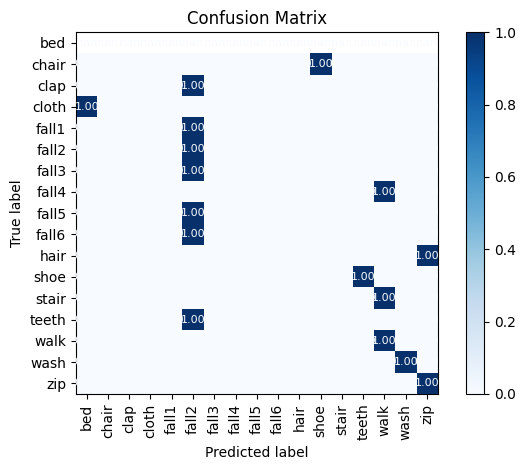 Confusion Matrix
True label
bed
chair 1.00
clap 1.00
cloth 1.00
fall1 1.00
fall2 1.00
fall3 1.00
fall4 1.00
fall5 1.00
fall6 1.00
hair 1.00
shoe 1.00
stair 1.00
teeth 1.00
walk 1.00
wash 1.00
zip 1.00
bed chair clap cloth fall1 fall2 fall3 fall4 fall5 fall6 hair shoe stair teeth walk wash zip
Predicted label
1.0
0.8
0.6
0.4
0.2
0.0